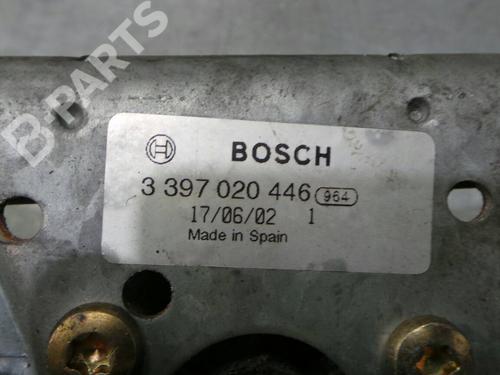 B-PARTS
BOSCH
3 397 020 446 964
17/06/02 1
Made in Spain